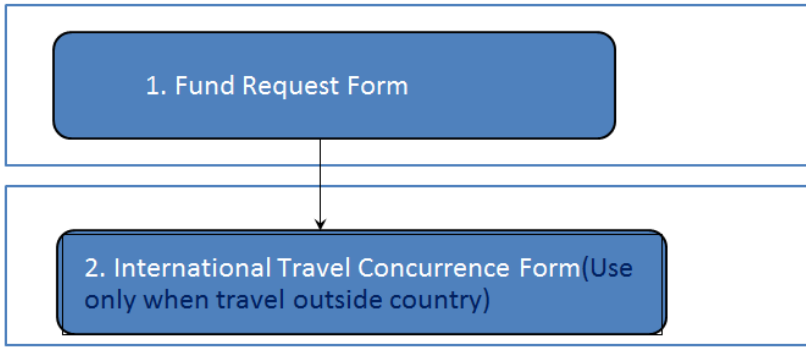 1. Fund Request Form
2. International Travel Concurrence Form(Use
only when travel outside country)